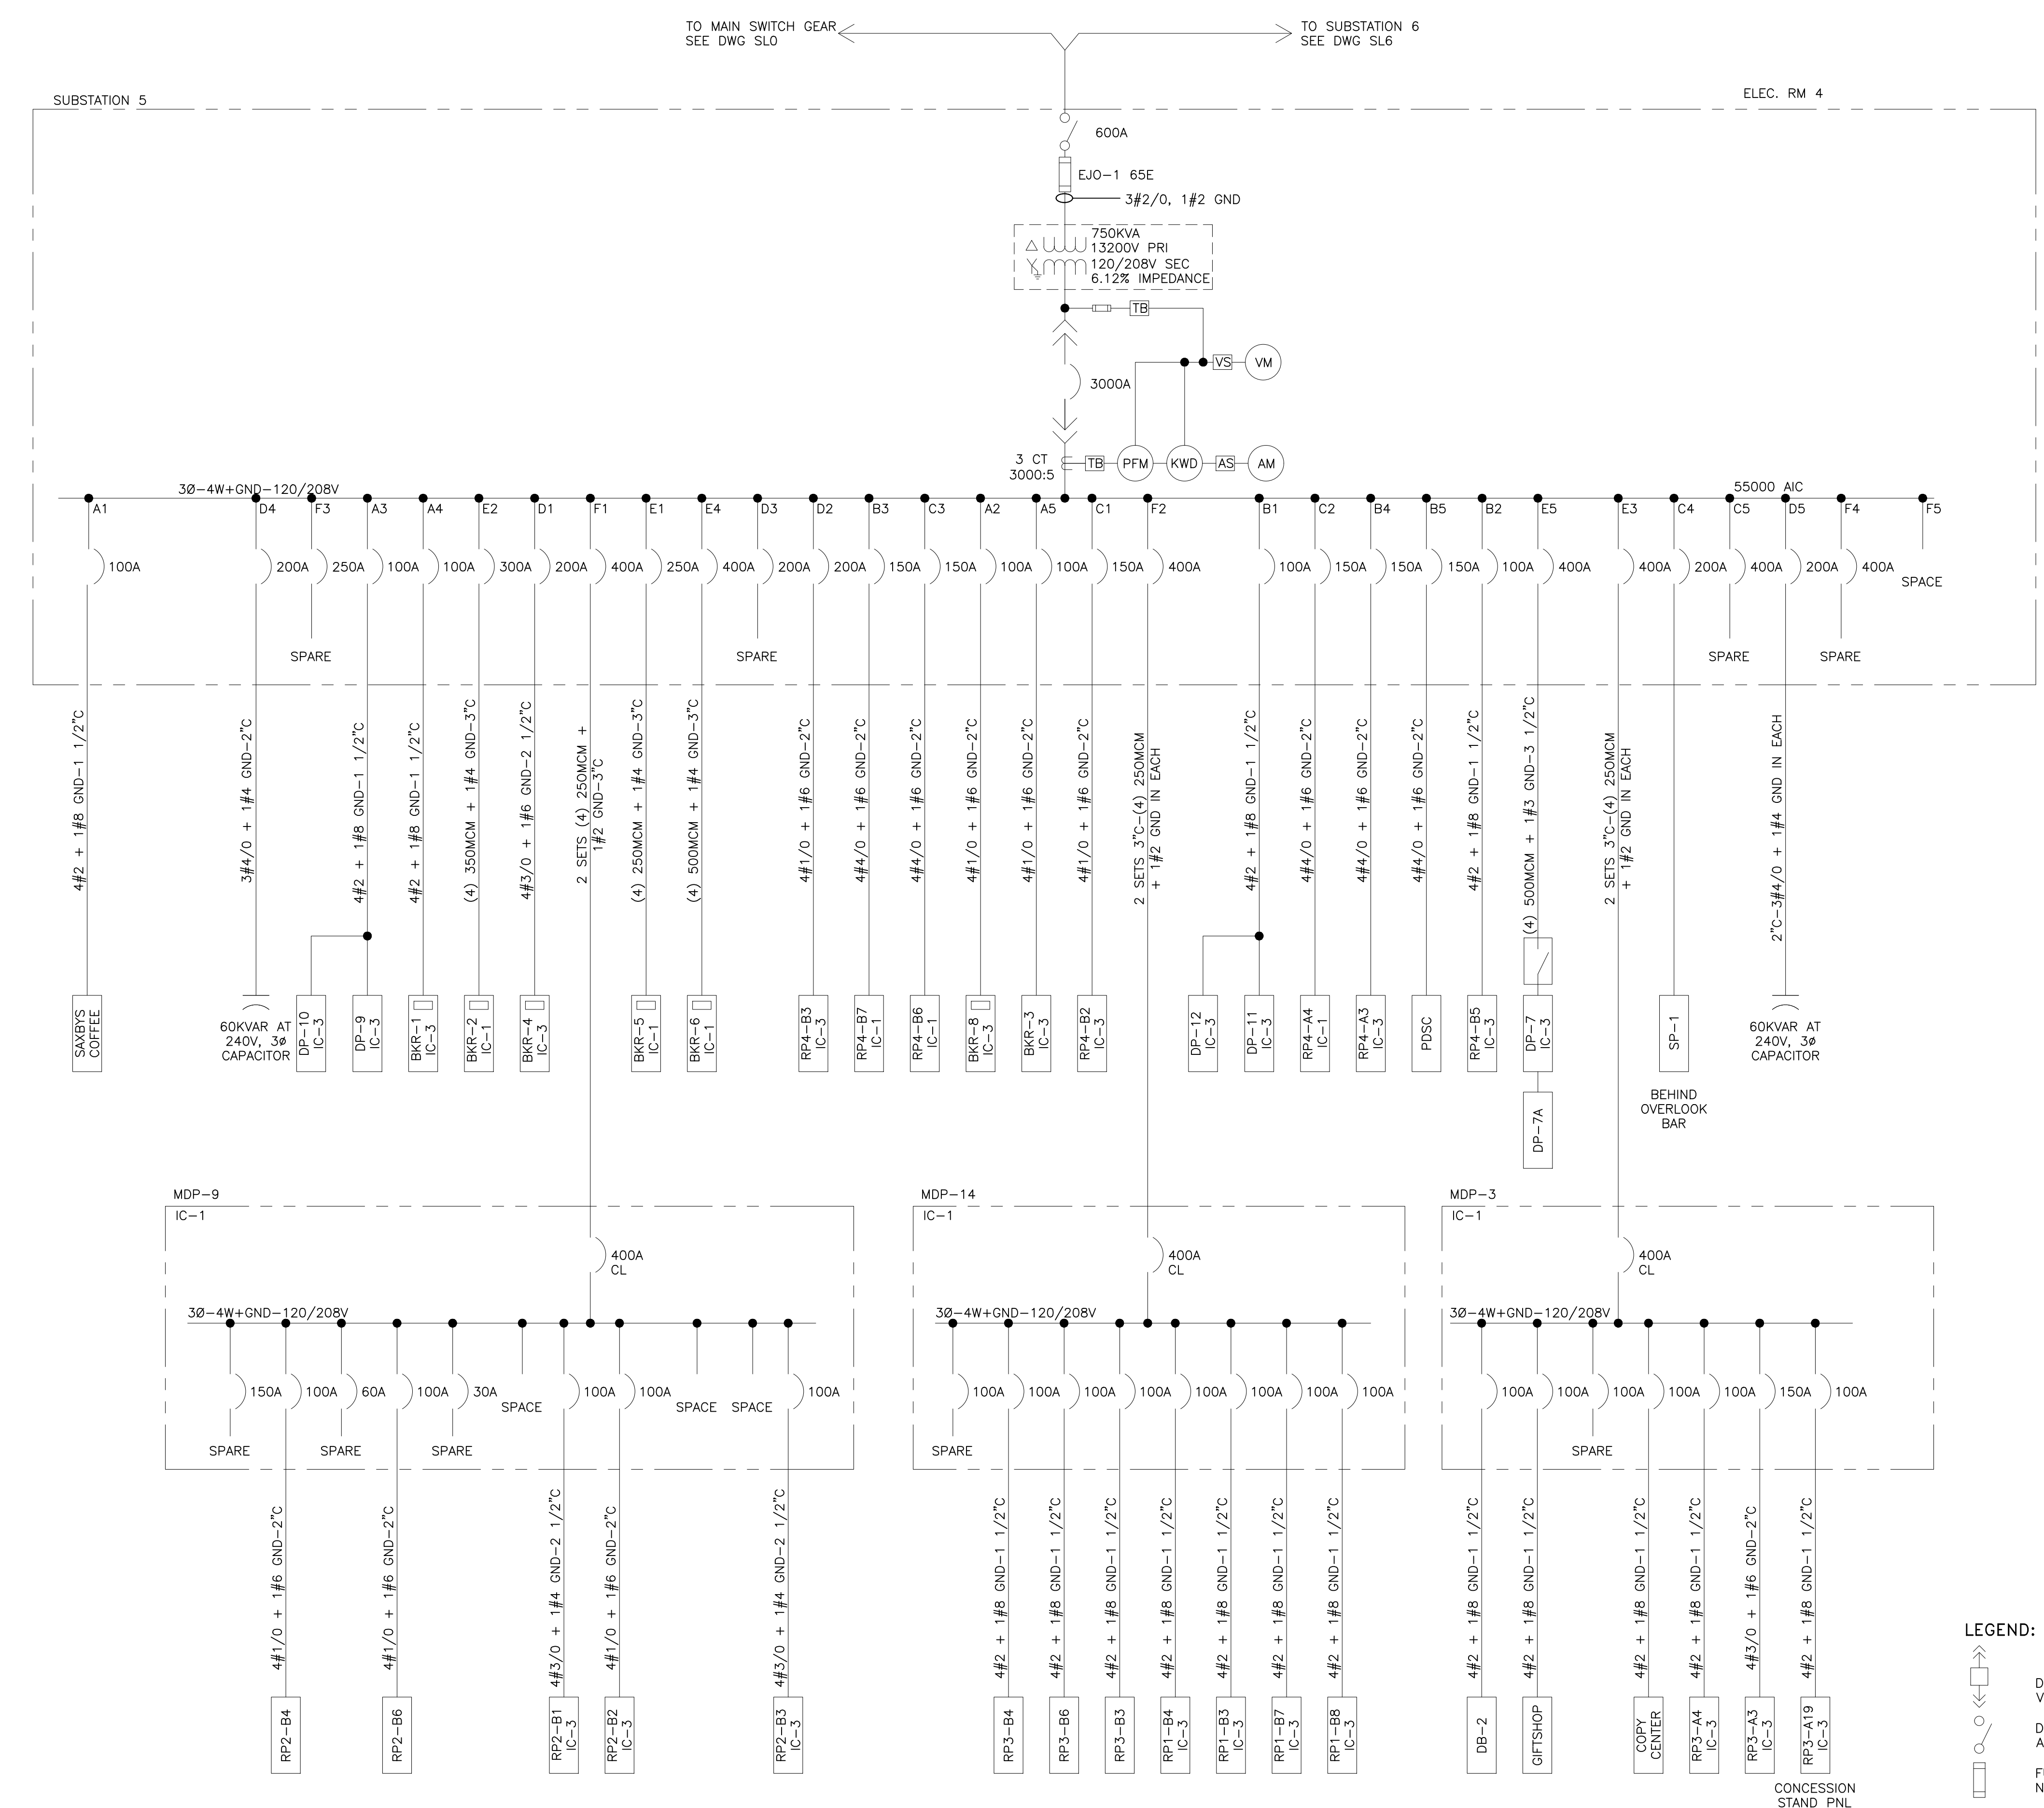 TO MAIN SWITCH GEAR
SEE DWG SL0
TO SUBSTATION 6
SEE DWG SL6
SUBSTATION 5
ELEC. RM 4
600A
EJO-1 65E
3#2/0, 1#2 GND
750KVA
13200V PRI
120/208V SEC
6.12% IMPEDANCE
TB
VS
VM
3000A
3 CT
3000:5
TB
PFM
KWD
AS
AM
3Ø-4W+GND-120/208V
55000 AIC
A1
D4
F3
A3
A4
E2
D1
F1
E1
E4
D3
D2
B3
C3
A2
A5
C1
F2
B1
C2
B4
B5
B2
E5
E3
C4
C5
D5
F4
F5
100A
200A
250A
100A
100A
300A
200A
400A
250A
400A
200A
200A
150A
150A
100A
100A
150A
400A
100A
150A
150A
150A
100A
400A
400A
200A
400A
200A
400A
SPACE
SPARE
SPARE
SPARE
SPARE
4#2 + 1#8 GND-1 1/2"C
3#4/0 + 1#4 GND-2"C
4#2 + 1#8 GND-1 1/2"C
4#2 + 1#8 GND-1 1/2"C
(4) 350MCM + 1#4 GND-3"C
4#3/0 + 1#6 GND-2 1/2"C
2 SETS (4) 250MCM +
1#2 GND-3"C
(4) 250MCM + 1#4 GND-3"C
(4) 500MCM + 1#4 GND-3"C
4#1/0 + 1#6 GND-2"C
4#4/0 + 1#6 GND-2"C
4#4/0 + 1#6 GND-2"C
4#1/0 + 1#6 GND-2"C
4#1/0 + 1#6 GND-2"C
4#1/0 + 1#6 GND-2"C
2 SETS 3"C-(4) 250MCM
+ 1#2 GND IN EACH
4#2 + 1#8 GND-1 1/2"C
4#4/0 + 1#6 GND-2"C
4#4/0 + 1#6 GND-2"C
4#4/0 + 1#6 GND-2"C
4#2 + 1#8 GND-1 1/2"C
(4) 500MCM + 1#3 GND-3 1/2"C
2 SETS 3"C-(4) 250MCM
+ 1#2 GND IN EACH
2"C-3#4/0 + 1#4 GND IN EACH
SAXBYS
COFFEE
60KVAR AT
240V, 3ø
CAPACITOR
DP-10
IC-3
DP-9
IC-3
BKR-1
IC-3
BKR-2
IC-1
BKR-4
IC-3
BKR-5
IC-1
BKR-6
IC-1
RP4-B3
IC-3
RP4-B7
IC-1
RP4-B6
IC-1
BKR-8
IC-3
BKR-3
IC-3
RP4-B2
IC-3
DP-12
IC-3
DP-11
IC-3
RP4-A4
IC-1
RP4-A3
IC-3
PDSC
RP4-B5
IC-3
DP-7
IC-3
DP-7A
SP-1
BEHIND
OVERLOOK
BAR
60KVAR AT
240V, 3ø
CAPACITOR
MDP-9
IC-1
400A
CL
3Ø-4W+GND-120/208V
150A
100A
60A
100A
30A
SPACE
100A
100A
SPACE
SPACE
100A
SPARE
SPARE
SPARE
4#1/0 + 1#6 GND-2"C
4#1/0 + 1#6 GND-2"C
4#3/0 + 1#4 GND-2 1/2"C
4#1/0 + 1#6 GND-2"C
4#3/0 + 1#4 GND-2 1/2"C
RP2-B4
RP2-B6
RP2-B1
IC-3
RP2-B2
IC-3
RP2-B3
IC-3
MDP-14
IC-1
400A
CL
3Ø-4W+GND-120/208V
100A
100A
100A
100A
100A
100A
100A
100A
SPARE
4#2 + 1#8 GND-1 1/2"C
4#2 + 1#8 GND-1 1/2"C
4#2 + 1#8 GND-1 1/2"C
4#2 + 1#8 GND-1 1/2"C
4#2 + 1#8 GND-1 1/2"C
4#2 + 1#8 GND-1 1/2"C
4#2 + 1#8 GND-1 1/2"C
RP3-B4
RP3-B6
RP3-B3
RP1-B4
IC-3
RP1-B3
IC-3
RP1-B7
IC-3
RP1-B8
IC-3
MDP-3
IC-1
400A
CL
3Ø-4W+GND-120/208V
100A
100A
100A
100A
100A
150A
100A
SPARE
4#2 + 1#8 GND-1 1/2"C
4#2 + 1#8 GND-1 1/2"C
4#2 + 1#8 GND-1 1/2"C
4#2 + 1#8 GND-1 1/2"C
4#3/0 + 1#6 GND-2"C
4#2 + 1#8 GND-1 1/2"C
DB-2
GIFTSHOP
COPY
CENTER
RP3-A4
IC-3
RP3-A3
IC-3
RP3-A19
IC-3
CONCESSION
STAND PNL
LEGEND: